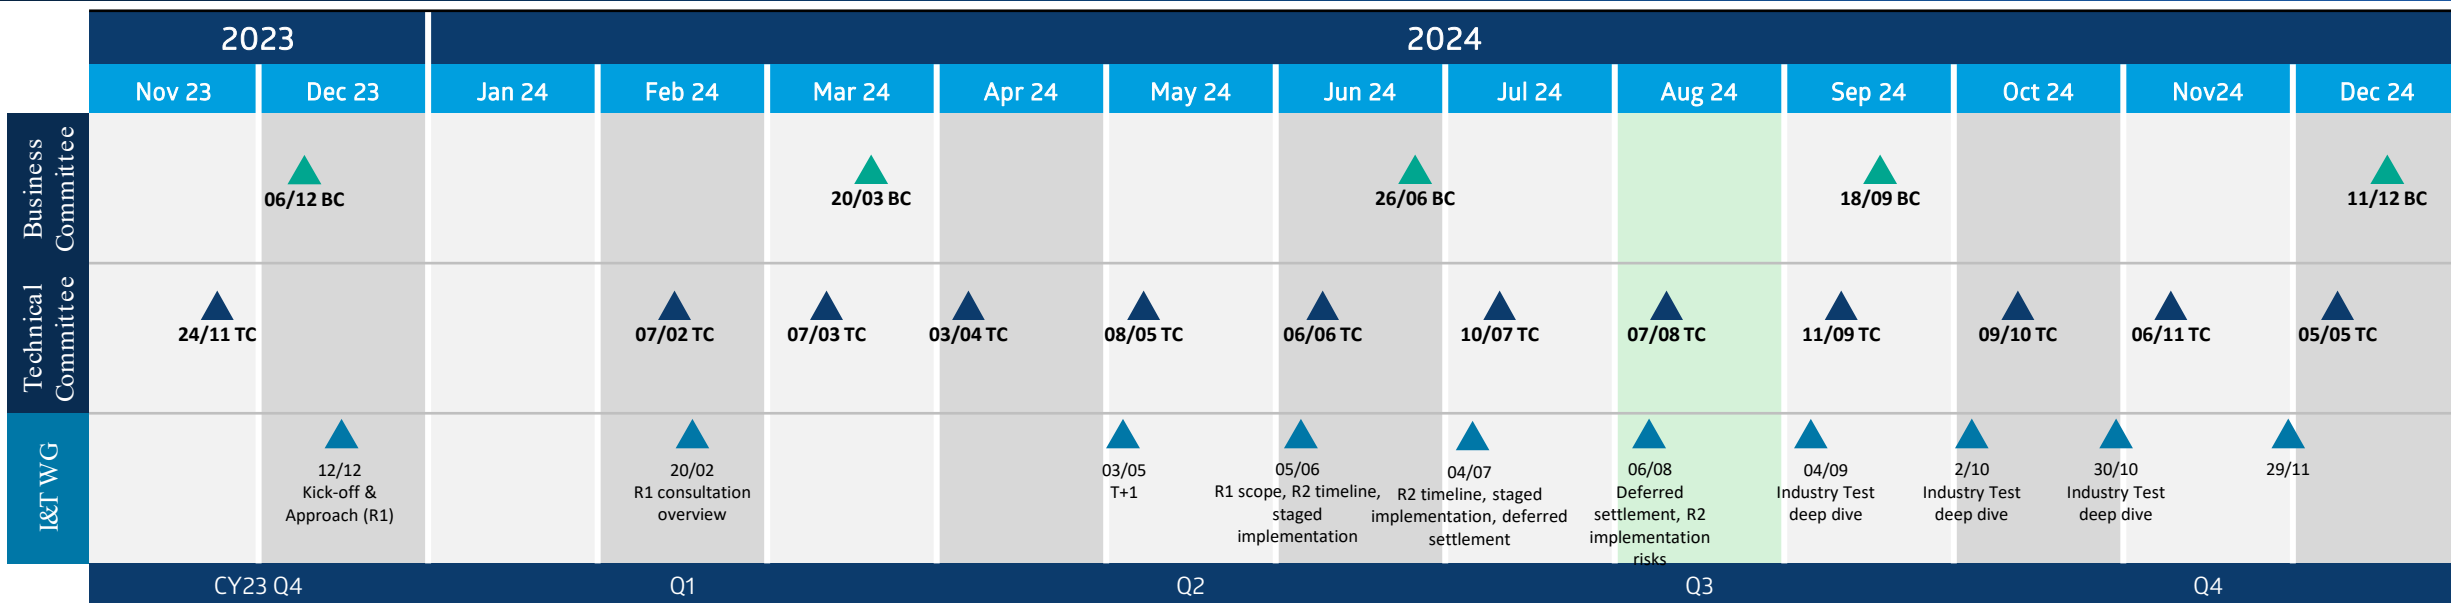 2023
2024
Nov 23
Dec 23
Jan 24
Feb 24
Mar 24
Apr 24
May 24
Jun 24
Jul 24
Aug 24
Sep 24
Oct 24
Nov24
Dec 24
Business
Committee
06/12 BC
20/03 BC
26/06 BC
18/09 BC
11/12 BC
Technical
Committee
24/11 TC
07/02 TC
07/03 TC
03/04 TC
08/05 TC
06/06 TC
10/07 TC
07/08 TC
11/09 TC
09/10 TC
06/11 TC
05/05 TC
I&T WG
12/12
Kick-off &
Approach (R1)
20/02
R1 consultation
overview
03/05
T+1
05/06
R1 scope, R2 timeline,
staged
implementation
04/07
R2 timeline, staged
implementation, deferred
settlement
06/08
Deferred
settlement, R2
implementation
risks
04/09
Industry Test
deep dive
2/10
Industry Test
deep dive
30/10
Industry Test
deep dive
29/11
CY23 Q4
Q1
Q2
Q3
Q4